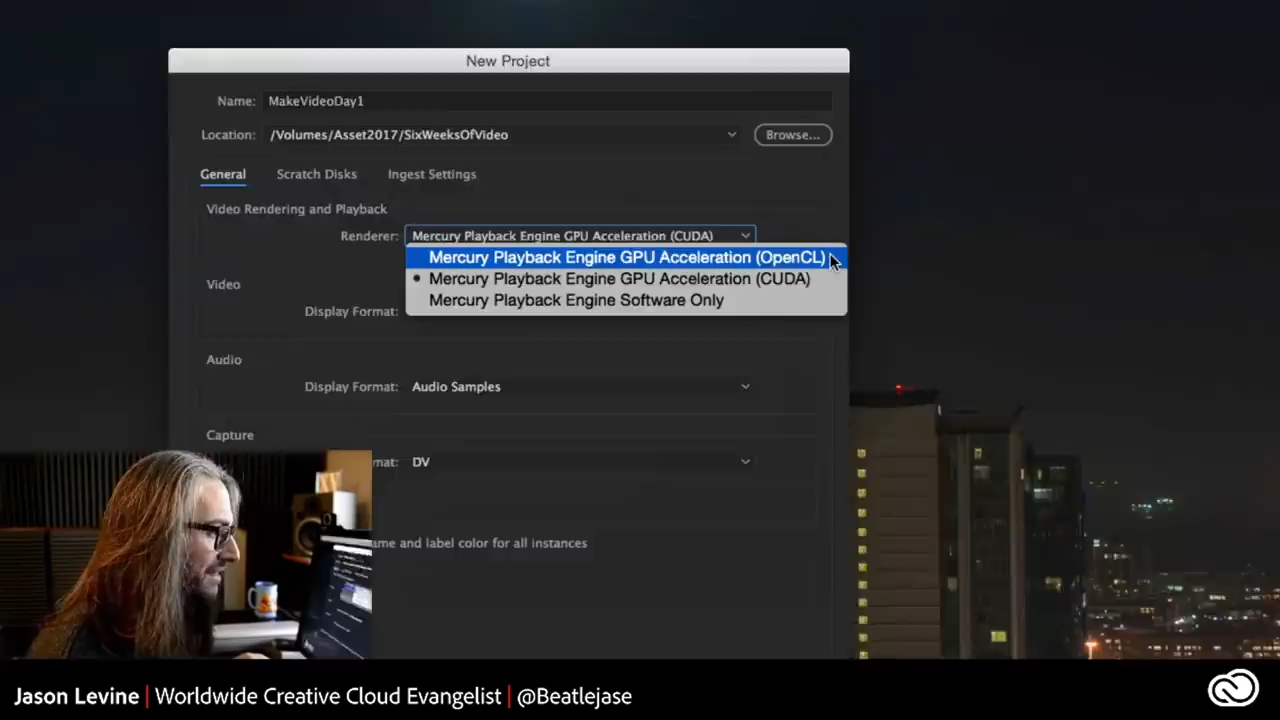 New Project
Name: MakeVideoDay1
Location: /Volumes/Asset2017/SixWeeksOfVideo
Browse...
General Scratch Disks Ingest Settings
Video Rendering and Playback
Renderer: Mercury Playback Engine GPU Acceleration (CUDA)
Mercury Playback Engine GPU Acceleration (OpenCL)
Mercury Playback Engine GPU Acceleration (CUDA)
Mercury Playback Engine Software Only
Video
Display Format:
Audio
Display Format: Audio Samples
Capture
mat: DV
ame and label color for all instances
Jason Levine | Worldwide Creative Cloud Evangelist | @Beatlejase